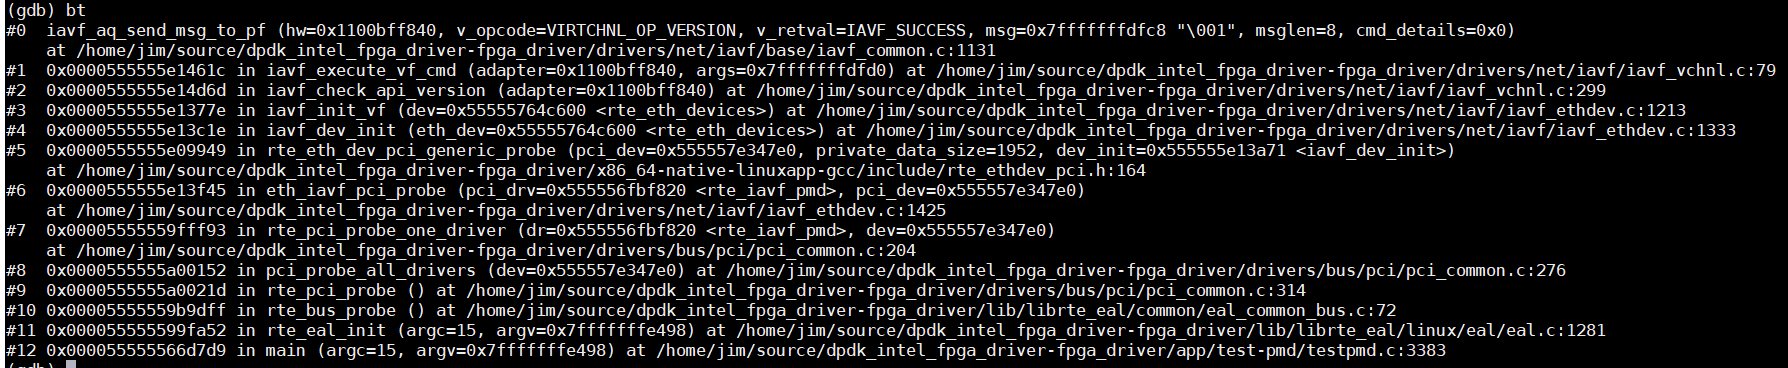 (gdb) bt
#0  iavf_aq_send_msg_to_pf (hw=0x1100bff840, v_opcode=VIRTCHNL_OP_VERSION, v_retval=IAVF_SUCCESS, msg=0x7fffffffdfc8 "\001", msglen=8, cmd_details=0x0)
    at /home/jim/source/dpdk_intel_fpga_driver-fpga_driver/drivers/net/iavf/base/iavf_common.c:1131
#1  0x0000555555e1461c in iavf_execute_vf_cmd (adapter=0x1100bff840, args=0x7fffffffdfd0) at /home/jim/source/dpdk_intel_fpga_driver-fpga_driver/drivers/net/iavf/iavf_vchnl.c:79
#2  0x0000555555e14d6d in iavf_check_api_version (adapter=0x1100bff840) at /home/jim/source/dpdk_intel_fpga_driver-fpga_driver/drivers/net/iavf/iavf_vchnl.c:299
#3  0x0000555555e1377e in iavf_init_vf (dev=0x55555764c600 <rte_eth_devices>) at /home/jim/source/dpdk_intel_fpga_driver-fpga_driver/drivers/net/iavf/iavf_ethdev.c:1213
#4  0x0000555555e13c1e in iavf_dev_init (eth_dev=0x55555764c600 <rte_eth_devices>) at /home/jim/source/dpdk_intel_fpga_driver-fpga_driver/drivers/net/iavf/iavf_ethdev.c:1333
#5  0x0000555555e09949 in rte_eth_dev_pci_generic_probe (pci_dev=0x555557e347e0, private_data_size=1952, dev_init=0x555555e13a71 <iavf_dev_init>)
    at /home/jim/source/dpdk_intel_fpga_driver-fpga_driver/x86_64-native-linuxapp-gcc/include/rte_ethdev_pci.h:164
#6  0x0000555555e13f45 in eth_iavf_pci_probe (pci_drv=0x555556fbf820 <rte_iavf_pmd>, pci_dev=0x555557e347e0)
    at /home/jim/source/dpdk_intel_fpga_driver-fpga_driver/drivers/net/iavf/iavf_ethdev.c:1425
#7  0x00005555559fff93 in rte_pci_probe_one_driver (dr=0x555556fbf820 <rte_iavf_pmd>, dev=0x555557e347e0)
    at /home/jim/source/dpdk_intel_fpga_driver-fpga_driver/drivers/bus/pci/pci_common.c:204
#8  0x0000555555a00152 in pci_probe_all_drivers (dev=0x555557e347e0) at /home/jim/source/dpdk_intel_fpga_driver-fpga_driver/drivers/bus/pci/pci_common.c:276
#9  0x0000555555a0021d in rte_pci_probe () at /home/jim/source/dpdk_intel_fpga_driver-fpga_driver/drivers/bus/pci/pci_common.c:314
#10 0x00005555559b9dff in rte_bus_probe () at /home/jim/source/dpdk_intel_fpga_driver-fpga_driver/lib/librte_eal/common/eal_common_bus.c:72
#11 0x000055555599fa52 in rte_eal_init (argc=15, argv=0x7fffffffe498) at /home/jim/source/dpdk_intel_fpga_driver-fpga_driver/lib/librte_eal/linux/eal/eal.c:1281
#12 0x000055555566d7d9 in main (argc=15, argv=0x7fffffffe498) at /home/jim/source/dpdk_intel_fpga_driver-fpga_driver/app/test-pmd/testpmd.c:3383
(gdb)